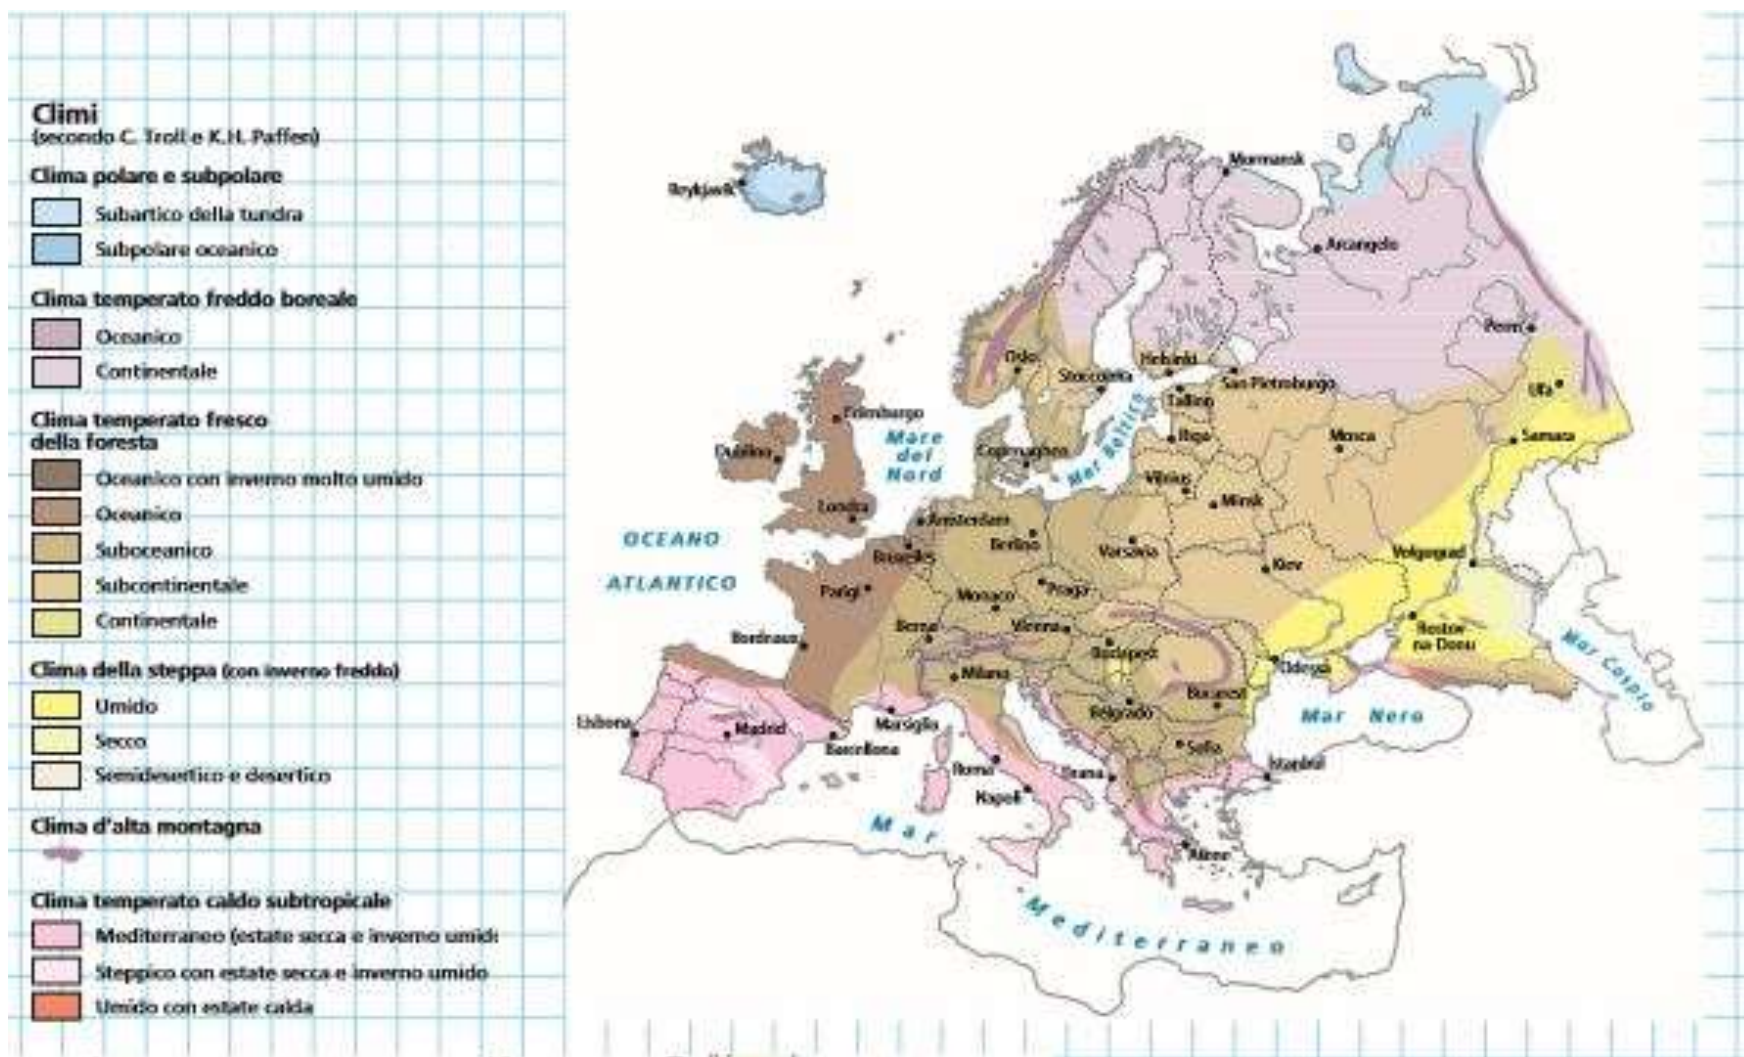 Climi
(secondo C. Troll e K.H. Paffen)
Clima polare e subpolare
Subartico della tundra
Subpolare oceanico
Clima temperato freddo boreale
Oceanico
Continentale
Clima temperato fresco
della foresta
Oceanico con inverno molto umido
Oceanico
Suboceanico
Subcontinentale
Continentale
Clima della steppa (con inverno freddo)
Umido
Secco
Semidesertico e desertico
Clima d'alta montagna
Clima temperato caldo subtropicale
Mediterraneo (estate secca e inverno umid
Steppico con estate secca e inverno umido
Umido con estate calda
Reykjavik
Mormansk
Arcangelo
Perm
Oslo
Helsinki
Stoccolma
San Pietroburgo
Tallinn
Ufa
Edimburgo
Mare
del
Nord
Mar Baltico
Riga
Mosca
Samara
Dublino
Copenaghen
Vilnius
Minsk
Londra
Amsterdam
OCEANO
ATLANTICO
Bruxelles
Berlino
Varsavia
Kiev
Volgograd
Parigi
Monaco
Praga
Bordeaux
Berna
Vienna
Budapest
Rostov
na Donu
Mar Caspio
Milano
Odessa
Bucarest
Belgrado
Lisbona
Madrid
Marsiglia
Barcellona
Mar Nero
Sofia
Roma
Tirana
Istanbul
Napoli
Atene
Mar
Mediterraneo